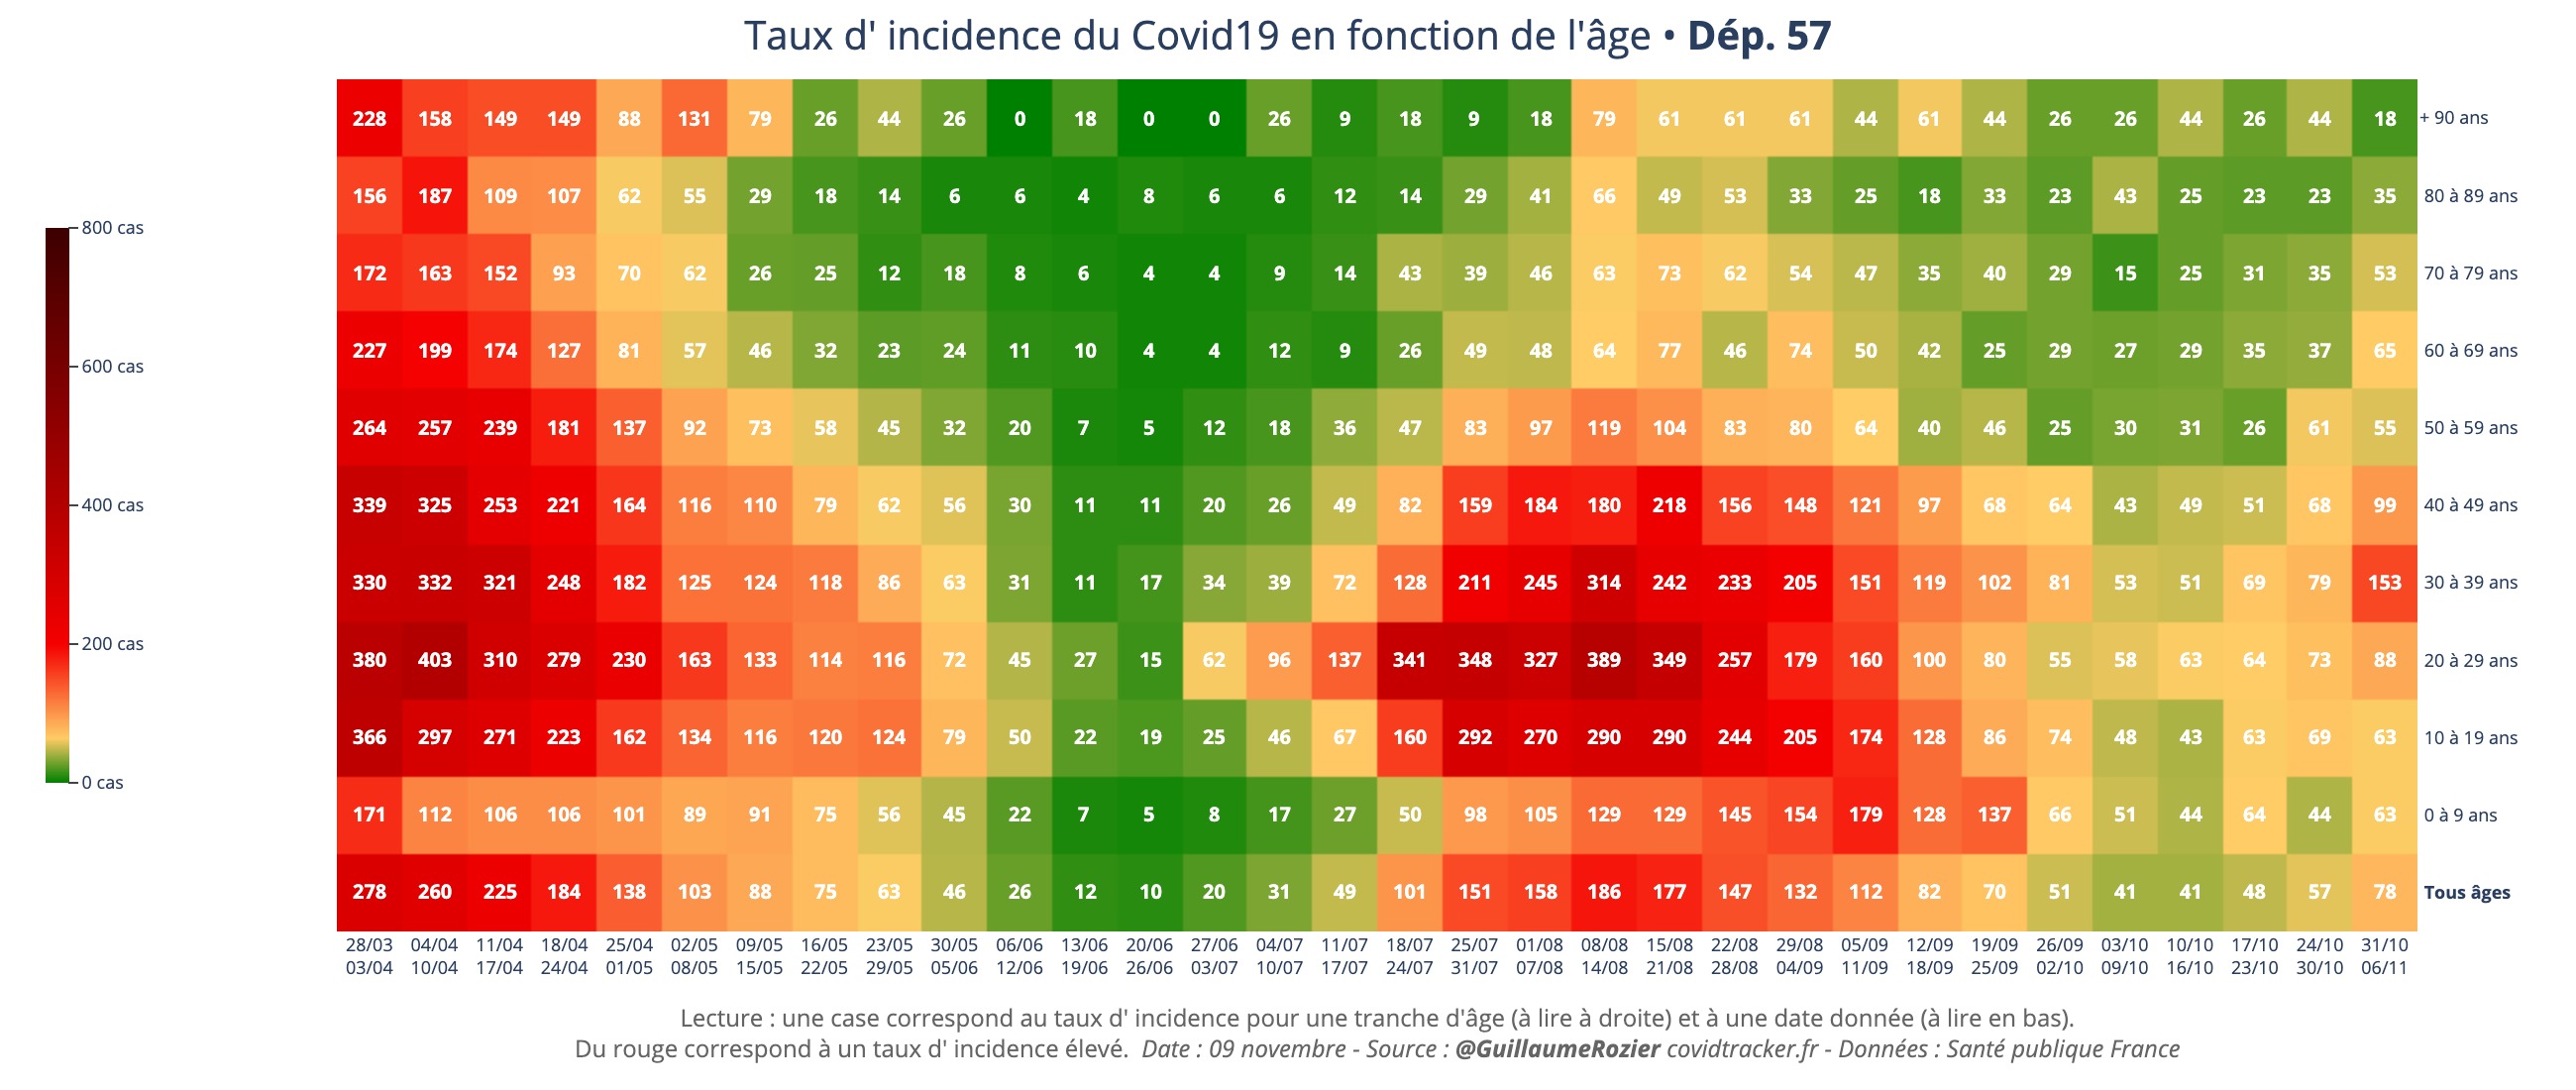 Taux d' incidence du Covid19 en fonction de l'âge • Dép. 57
800 cas
600 cas
400 cas
200 cas
0 cas
228 158 149 149 88 131 79 26 44 26 0 18 0 0 26 9 18 9 18 79 61 61 61 44 61 44 26 26 44 26 44 18 + 90 ans
156 187 109 107 62 55 29 18 14 6 6 4 8 6 6 12 14 29 41 66 49 53 33 25 18 33 23 43 25 23 23 35 80 à 89 ans
172 163 152 93 70 62 26 25 12 18 8 6 4 4 9 14 43 39 46 63 73 62 54 47 35 40 29 15 25 31 35 53 70 à 79 ans
227 199 174 127 81 57 46 32 23 24 11 10 4 4 12 9 26 49 48 64 77 46 74 50 42 25 29 27 29 35 37 65 60 à 69 ans
264 257 239 181 137 92 73 58 45 32 20 7 5 12 18 36 47 83 97 119 104 83 80 64 40 46 25 30 31 26 61 55 50 à 59 ans
339 325 253 221 164 116 110 79 62 56 30 11 11 20 26 49 82 159 184 180 218 156 148 121 97 68 64 43 49 51 68 99 40 à 49 ans
330 332 321 248 182 125 124 118 86 63 31 11 17 34 39 72 128 211 245 314 242 233 205 151 119 102 81 53 51 69 79 153 30 à 39 ans
380 403 310 279 230 163 133 114 116 72 45 27 15 62 96 137 341 348 327 389 349 257 179 160 100 80 55 58 63 64 73 88 20 à 29 ans
366 297 271 223 162 134 116 120 124 79 50 22 19 25 46 67 160 292 270 290 290 244 205 174 128 86 74 48 43 63 69 63 10 à 19 ans
171 112 106 106 101 89 91 75 56 45 22 7 5 8 17 27 50 98 105 129 129 145 154 179 128 137 66 51 44 64 44 63 0 à 9 ans
278 260 225 184 138 103 88 75 63 46 26 12 10 20 31 49 101 151 158 186 177 147 132 112 82 70 51 41 41 48 57 78 Tous âges
28/03 04/04 11/04 18/04 25/04 02/05 09/05 16/05 23/05 30/05 06/06 13/06 20/06 27/06 04/07 11/07 18/07 25/07 01/08 08/08 15/08 22/08 29/08 05/09 12/09 19/09 26/09 03/10 10/10 17/10 24/10 31/10
03/04 10/04 17/04 24/04 01/05 08/05 15/05 22/05 29/05 05/06 12/06 19/06 26/06 03/07 10/07 17/07 24/07 31/07 07/08 14/08 21/08 28/08 04/09 11/09 18/09 25/09 02/10 09/10 16/10 23/10 30/10 06/11
Lecture : une case correspond au taux d' incidence pour une tranche d'âge (à lire à droite) et à une date donnée (à lire en bas).
Du rouge correspond à un taux d' incidence élevé. Date : 09 novembre - Source : @GuillaumeRozier covidtracker.fr - Données : Santé publique France